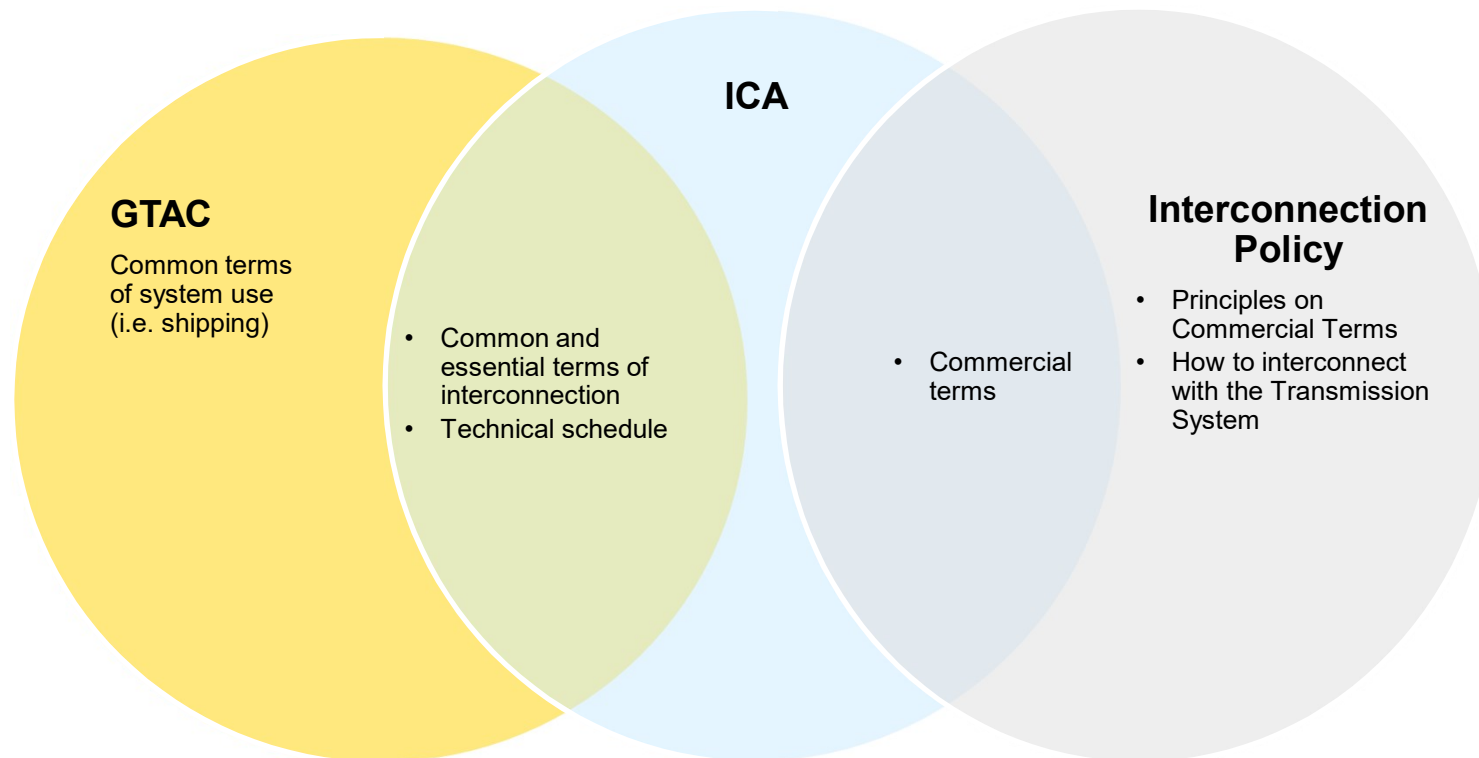 ICA
GTAC
Common terms
of system use
(i.e. shipping)
• Common and
essential terms of
interconnection
• Technical schedule
• Commercial
terms
Interconnection
Policy
• Principles on
Commercial Terms
• How to interconnect
with the Transmission
System